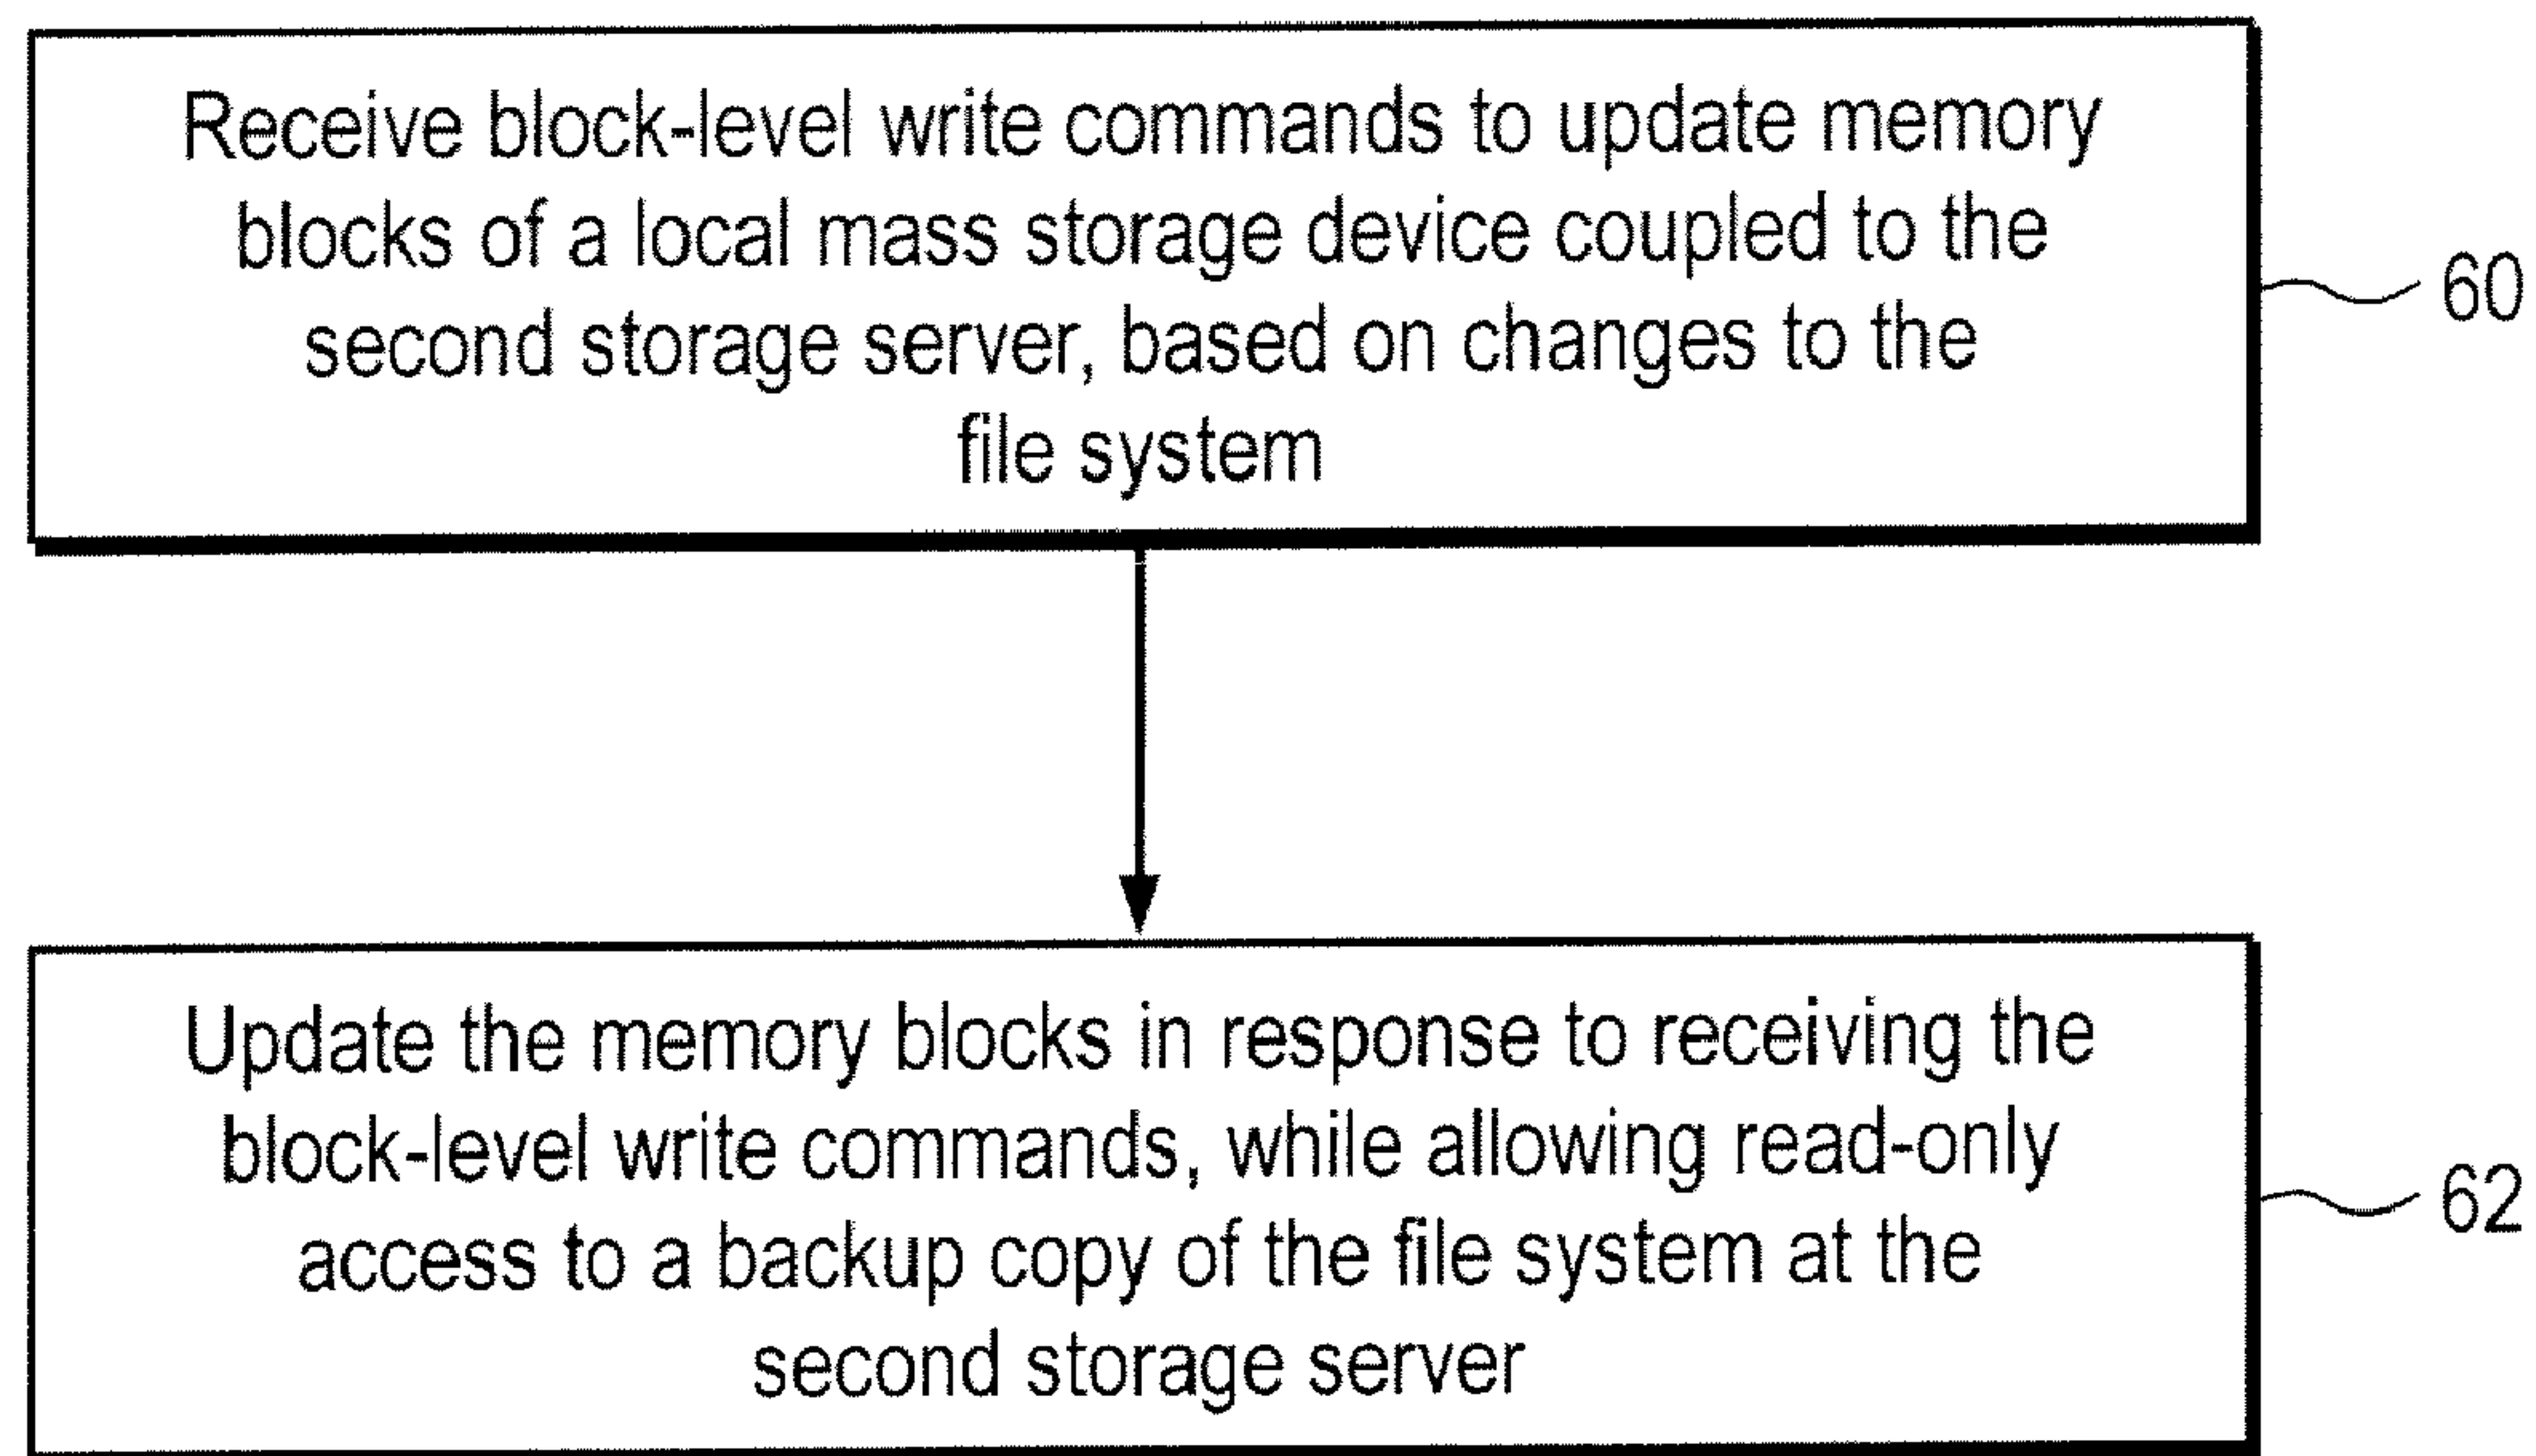 Receive block-level write commands to update memory
blocks of a local mass storage device coupled to the
second storage server, based on changes to the
file system
60
Update the memory blocks in response to receiving the
block-level write commands, while allowing read-only
access to a backup copy of the file system at the
second storage server
62